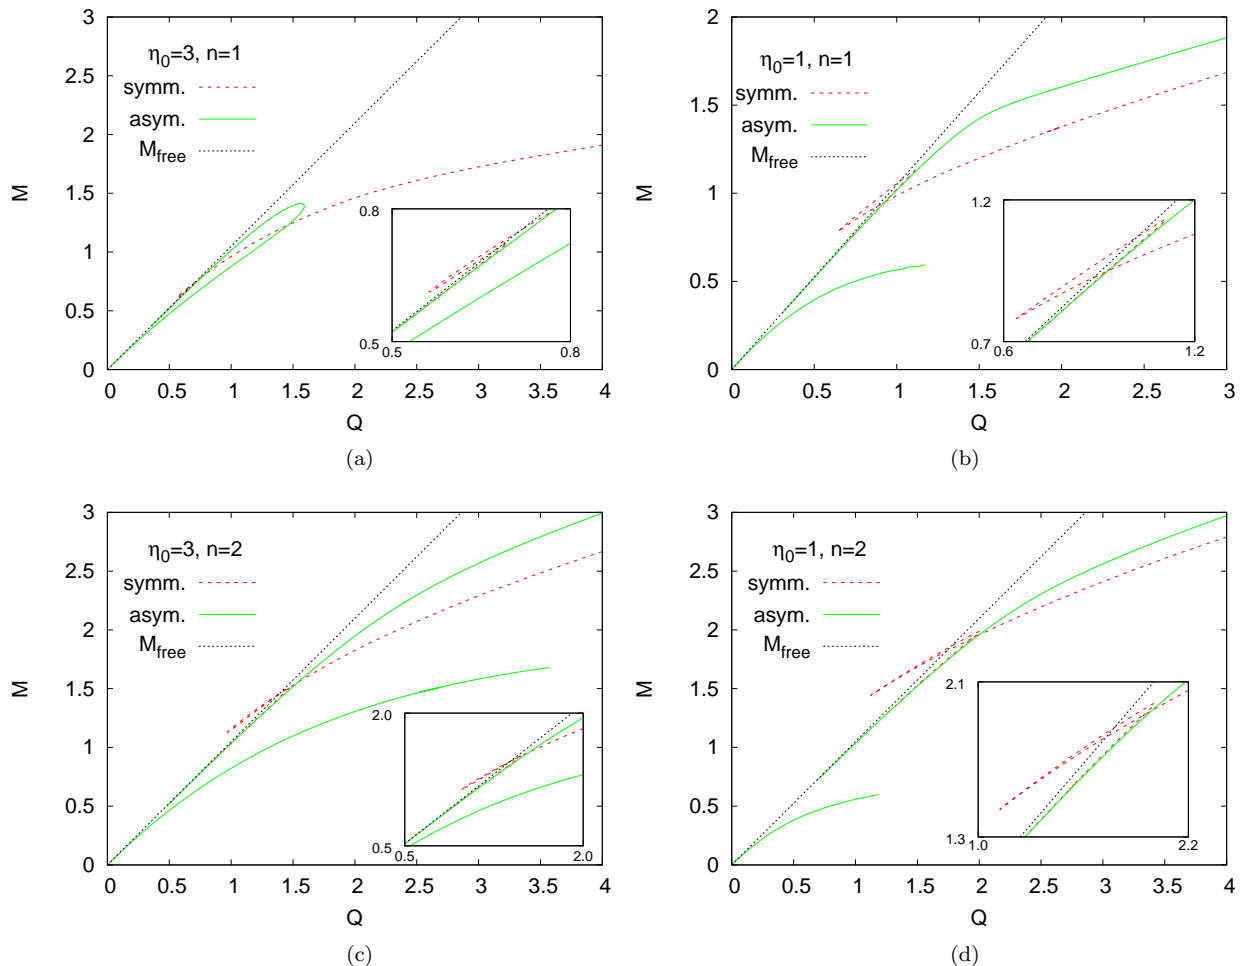 η0=3, n=1
symm.
asym.
Mfree
M
3
2.5
2
1.5
1
0.5
0
0.8
0.5
0.5 0.8
0 0.5 1 1.5 2 2.5 3 3.5 4
Q
(a)
η0=1, n=1
symm.
asym.
Mfree
M
2
1.5
1
0.5
0
1.2
0.7
0.6 1.2
0 0.5 1 1.5 2 2.5 3
Q
(b)
η0=3, n=2
symm.
asym.
Mfree
M
3
2.5
2
1.5
1
0.5
0
2.0
0.5
0.5 2.0
0 0.5 1 1.5 2 2.5 3 3.5 4
Q
(c)
η0=1, n=2
symm.
asym.
Mfree
M
3
2.5
2
1.5
1
0.5
0
2.1
1.3
1.0 2.2
0 0.5 1 1.5 2 2.5 3 3.5 4
Q
(d)